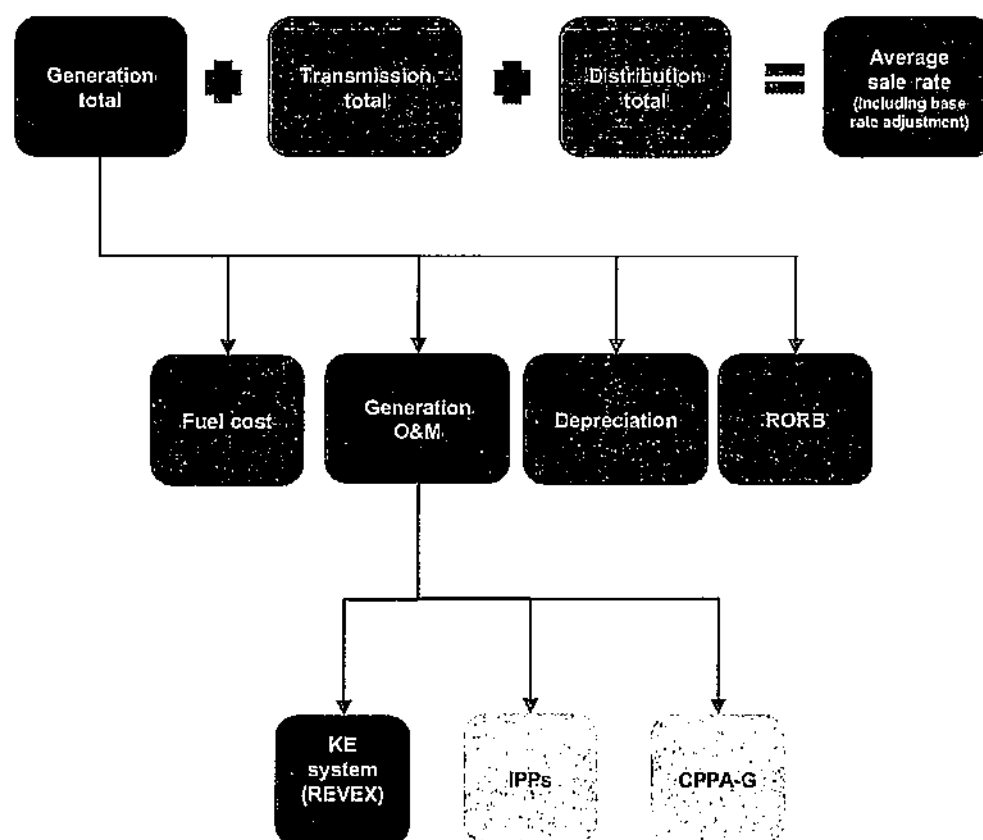 Generation
total
Transmission
total
Distribution
total
Average
sale rate
(including base
rate adjustment)
Fuel cost
Generation
O&M
Depreciation
RORB
KE
system
(REVEX)
IPPs
CPPA-G